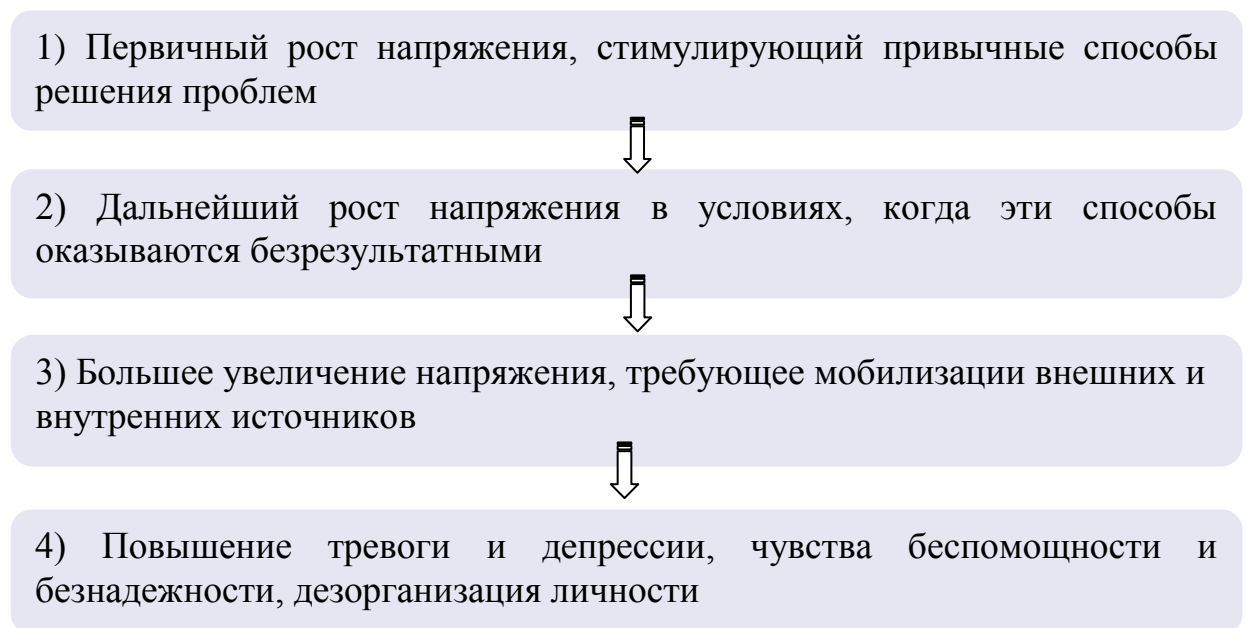 1) Первичный рост напряжения, стимулирующий привычные способы
решения проблем
2) Дальнейший рост напряжения в условиях, когда эти способы
оказываются безрезультатными
3) Большее увеличение напряжения, требующее мобилизации внешних и
внутренних источников
4) Повышение тревоги и депрессии, чувства беспомощности и
безнадежности, дезорганизация личности